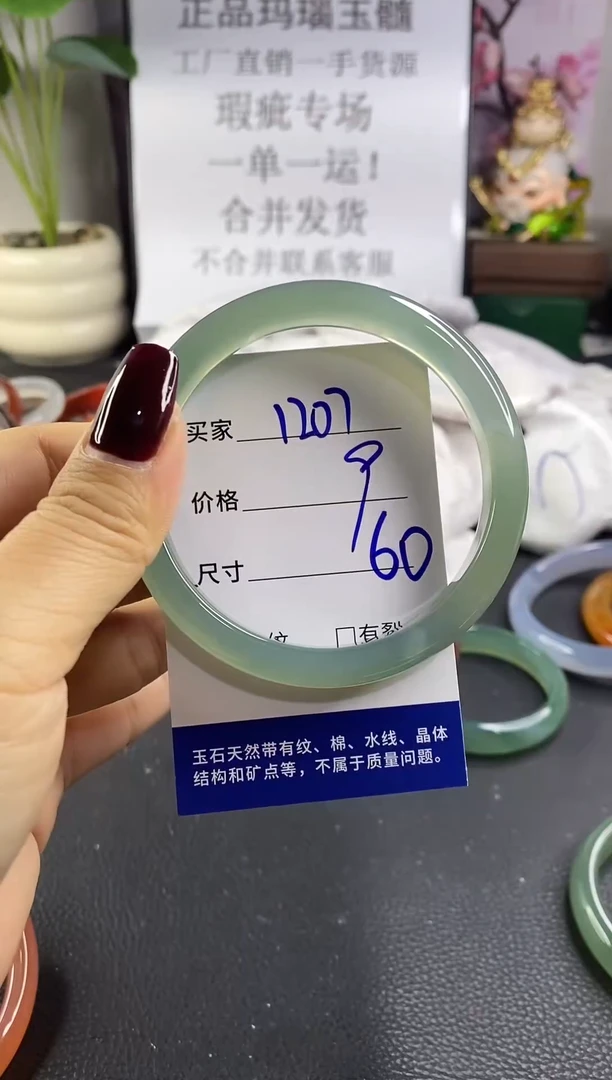 正品玛瑙玉髓
工厂直销一手货源
瑕疵专场
一单一运!
合并发货
不合并联系客服
买家 1207
价格 9
尺寸 60
纹 □有裂
玉石天然带有纹、棉、水线、晶体
结构和矿点等，不属于质量问题。